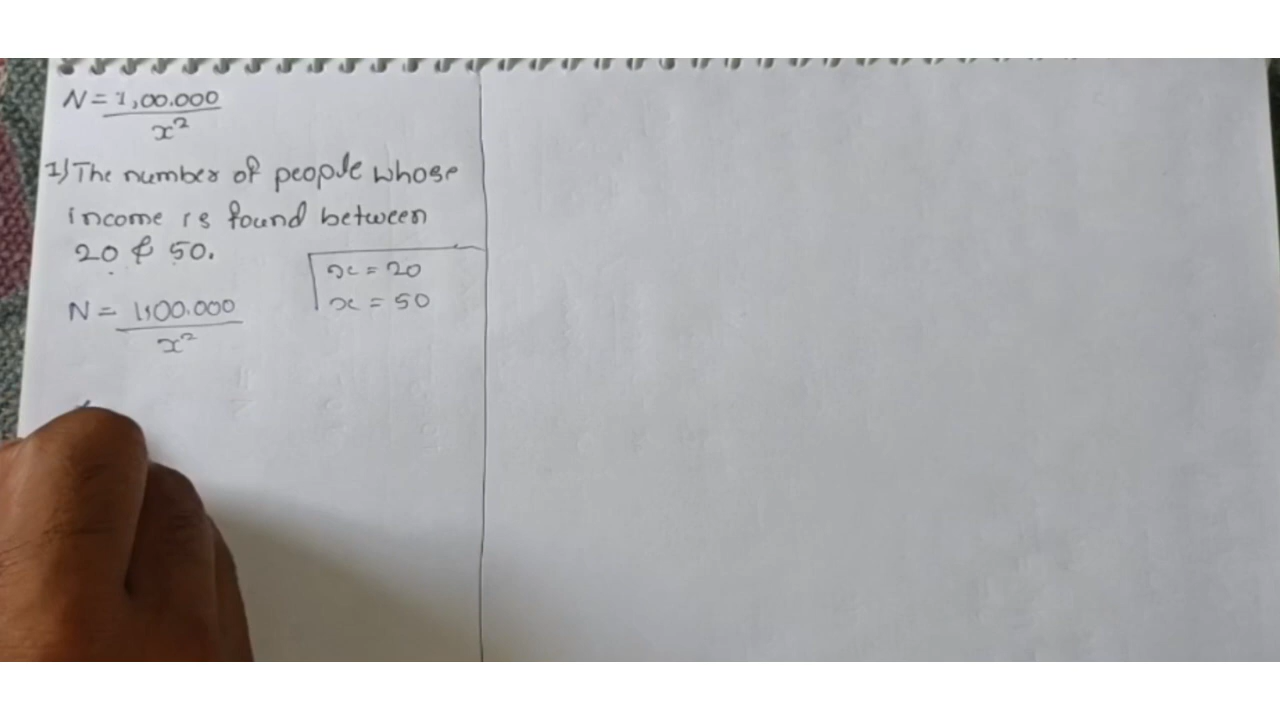 N = 1,00.000
x²
1) The number of people whose
income is found between
20 & 50.
x = 20
x = 50
N = 1,00.000
x²